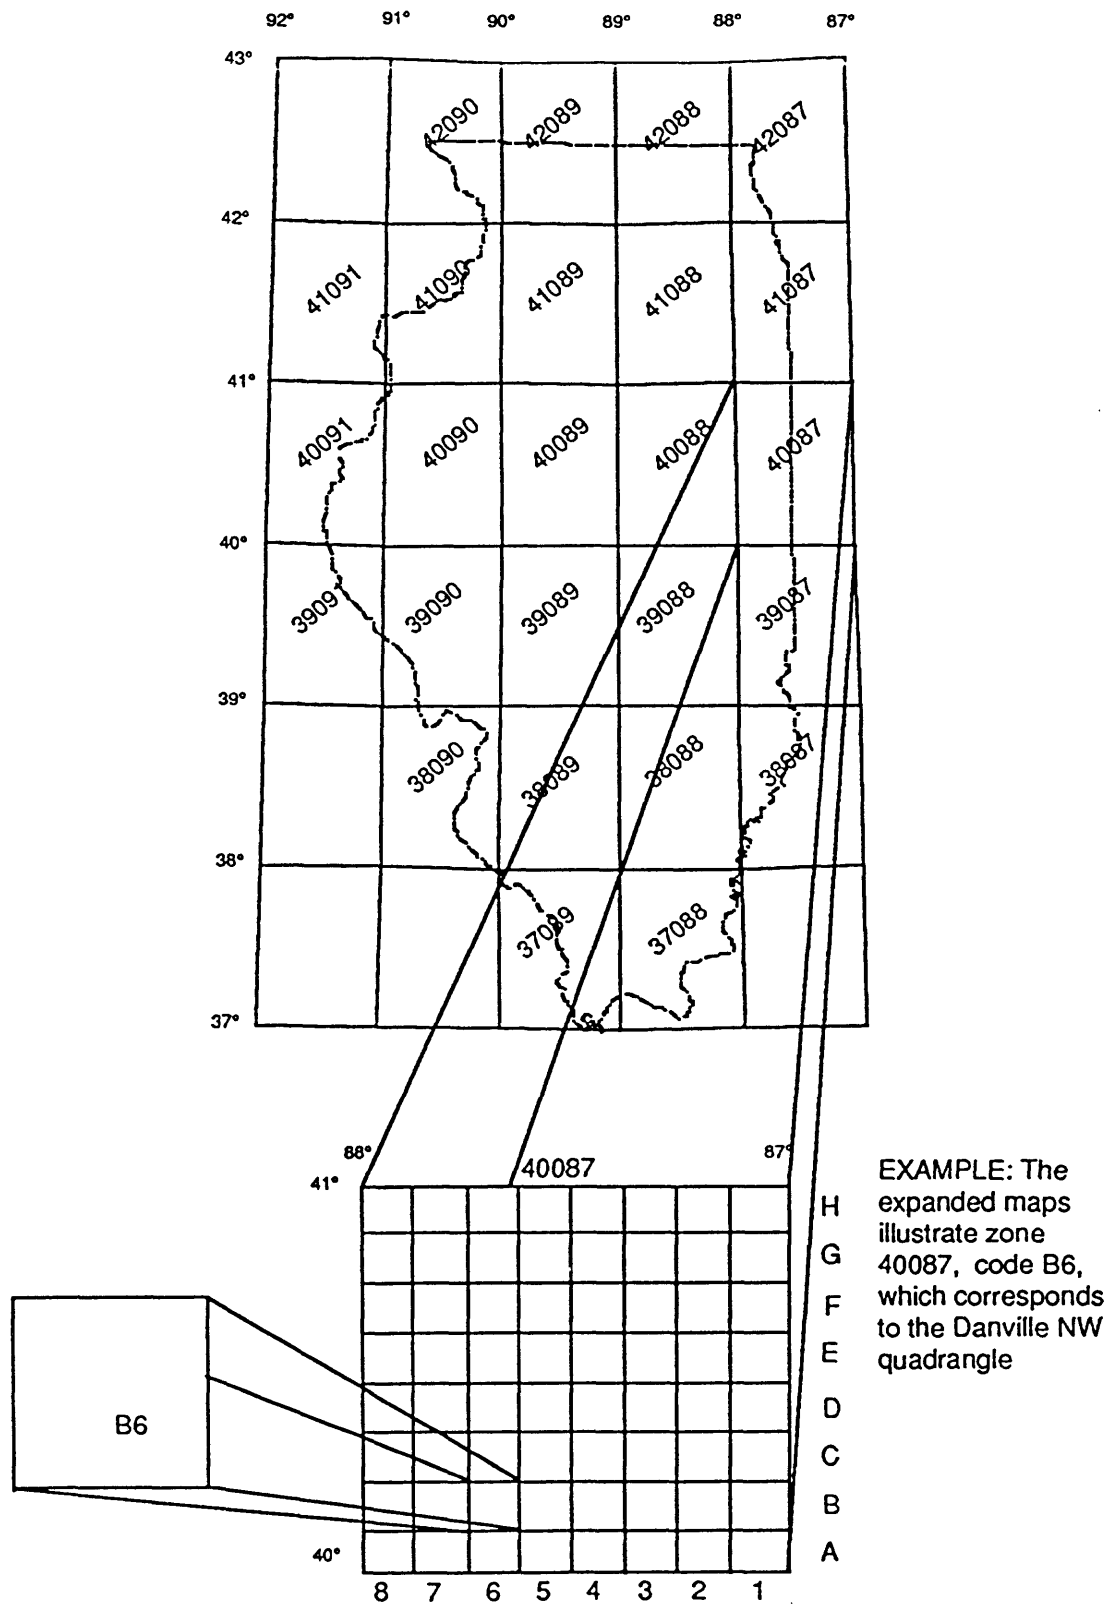 92° 91° 90° 89° 88° 87°
43°
42090 42089 42088 42087
42°
41091 41090 41089 41088 41087
41°
40091 40090 40089 40088 40087
40°
3909 39090 39089 39088 39087
39°
38090 38089 38088 38087
38°
37089 37088
37°
88° 87°
41° 40087
H
G
F
E
D
C
B
A
40°
8 7 6 5 4 3 2 1
B6
EXAMPLE: The
expanded maps
illustrate zone
40087, code B6,
which corresponds
to the Danville NW
quadrangle